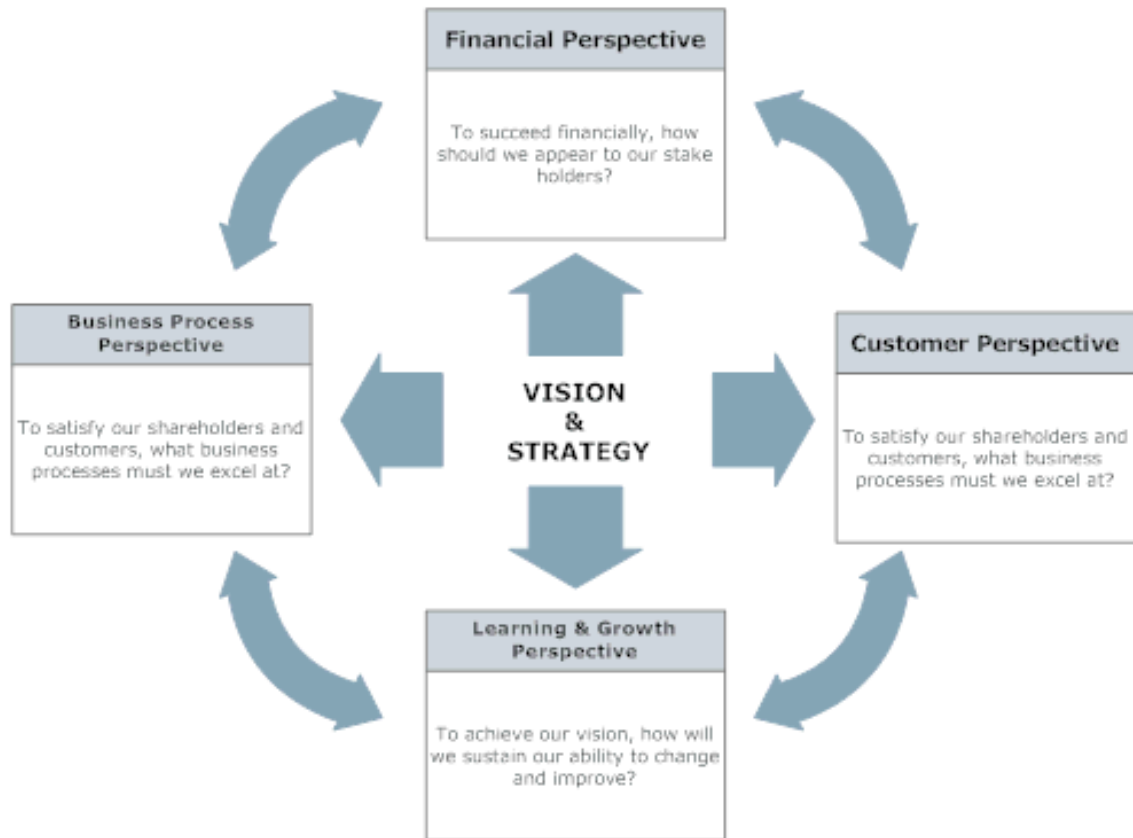 Financial Perspective
To succeed financially, how
should we appear to our stake
holders?
Business Process
Perspective
To satisfy our shareholders and
customers, what business
processes must we excel at?
VISION
&
STRATEGY
Customer Perspective
To satisfy our shareholders and
customers, what business
processes must we excel at?
Learning & Growth
Perspective
To achieve our vision, how will
we sustain our ability to change
and improve?